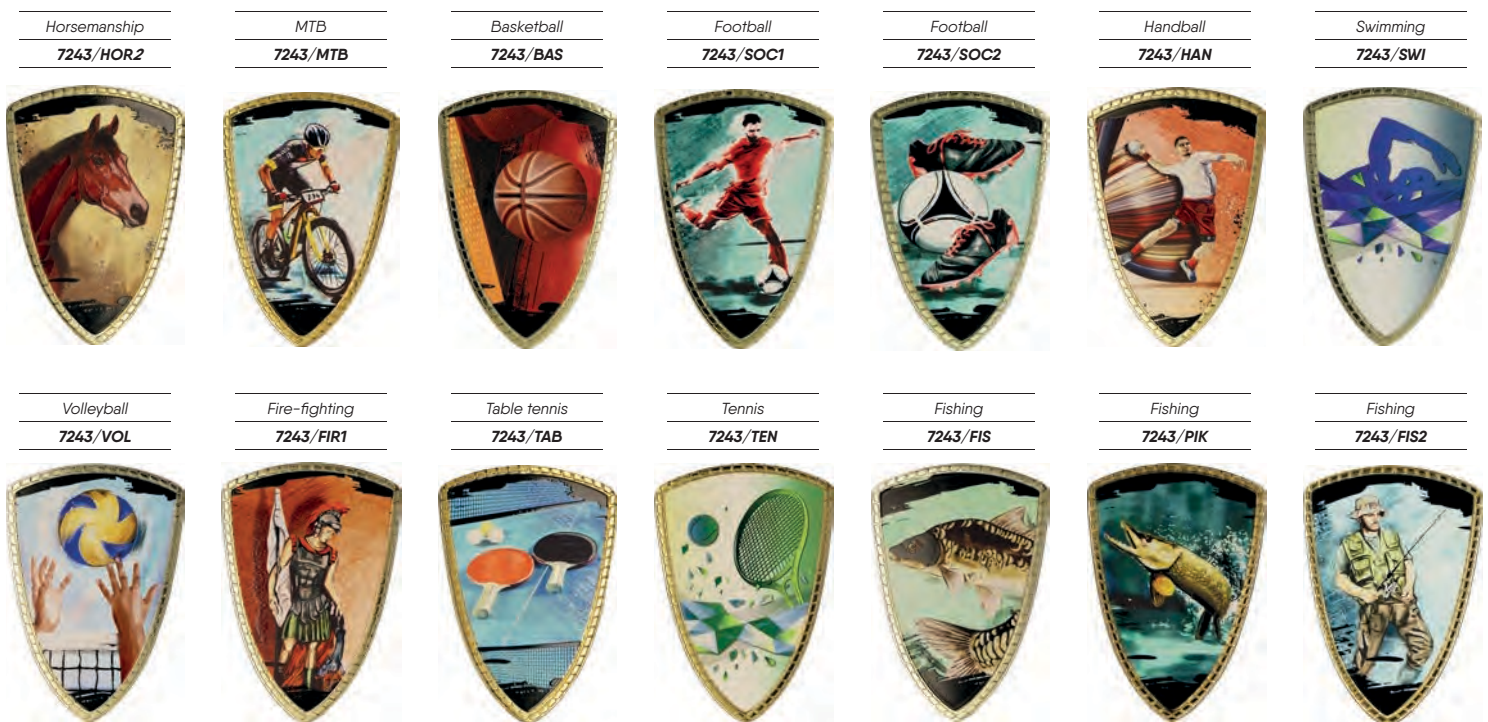 Horsemanship
7243/HOR2
MTB
7243/MTB
Basketball
7243/BAS
Football
7243/SOC1
Football
7243/SOC2
Handball
7243/HAN
Swimming
7243/SWI
Volleyball
7243/VOL
Fire-fighting
7243/FIR1
Table tennis
7243/TAB
Tennis
7243/TEN
Fishing
7243/FIS
Fishing
7243/PIK
Fishing
7243/FIS2